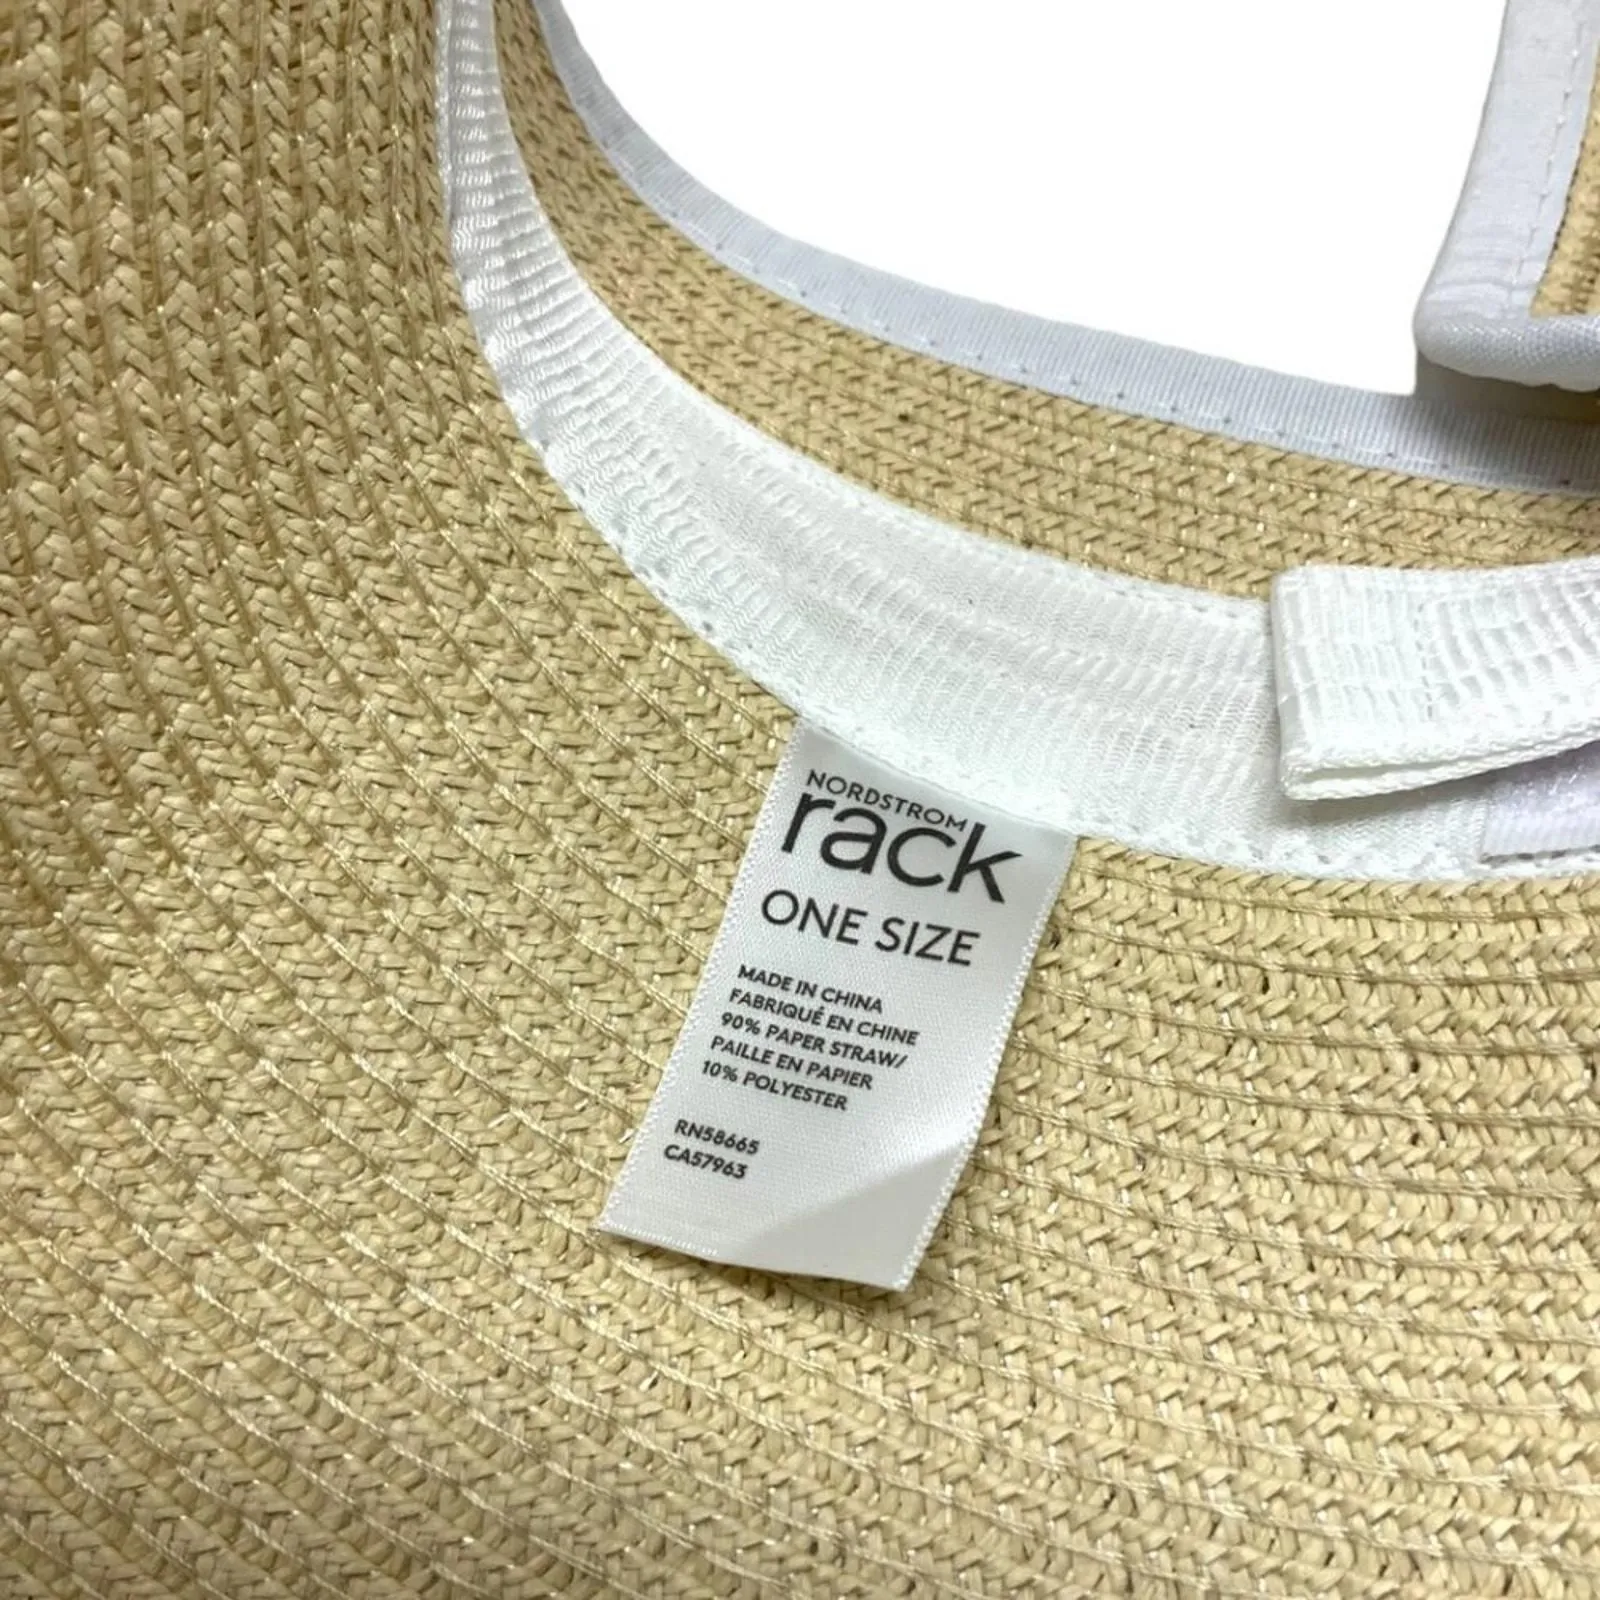 NORDSTROM
rack
ONE SIZE
MADE IN CHINA
FABRIQUÉ EN CHINE
90% PAPER STRAW/
PAILLE EN PAPIER
10% POLYESTER
RN58665
CA57963